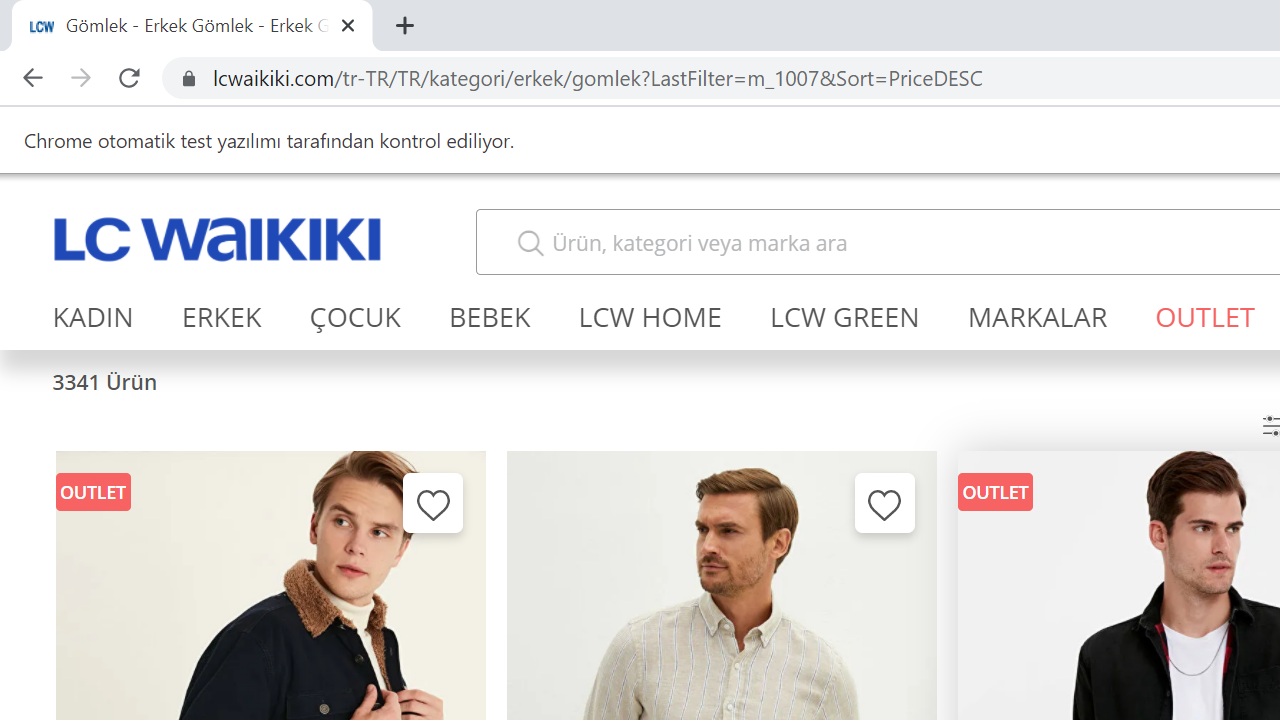 LCW Gömlek - Erkek Gömlek - Erkek G
lcwaikiki.com/tr-TR/TR/kategori/erkek/gomlek?LastFilter=m_1007&Sort=PriceDESC
Chrome otomatik test yazılımı tarafından kontrol ediliyor.
LC WAIKIKI
Ürün, kategori veya marka ara
KADIN ERKEK ÇOCUK BEBEK LCW HOME LCW GREEN MARKALAR OUTLET
3341 Ürün
OUTLET OUTLET